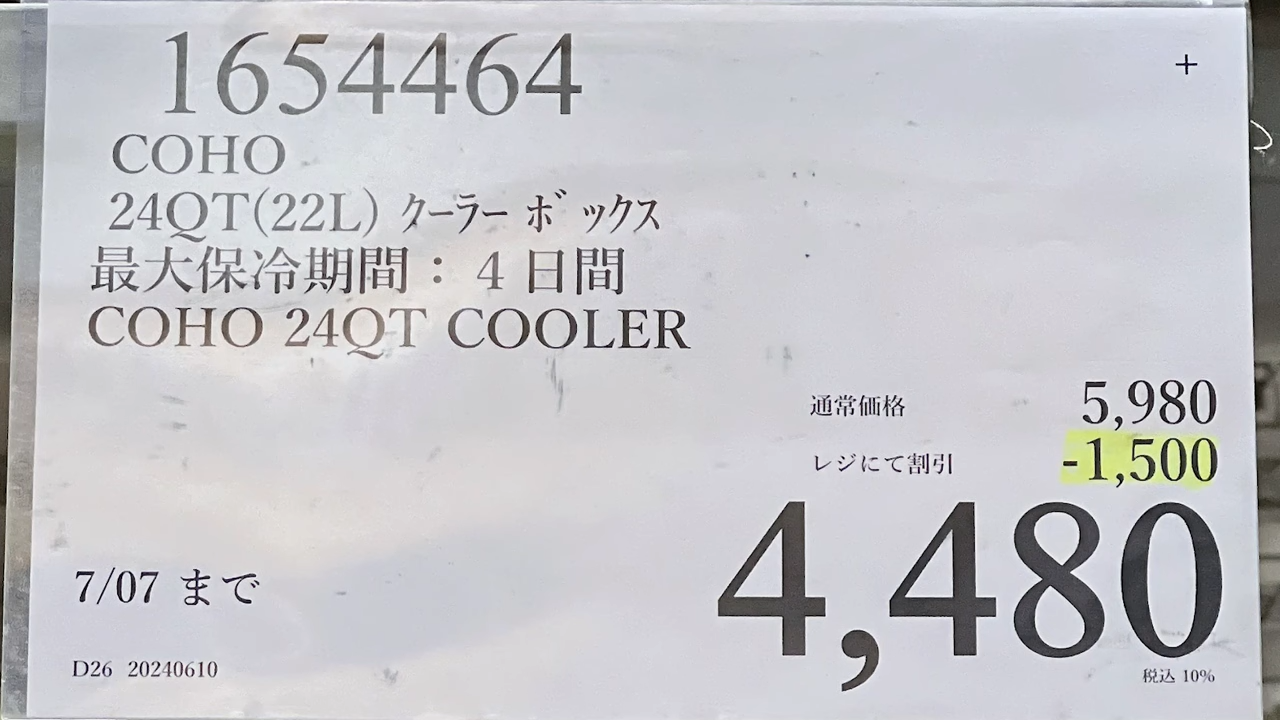 1654464
+
COHO
24QT(22L) クーラー ボックス
最大保冷期間：4日間
COHO 24QT COOLER
通常価格 5,980
レジにて割引 -1,500
4,480
7/07 まで
税込 10%
D26 20240610